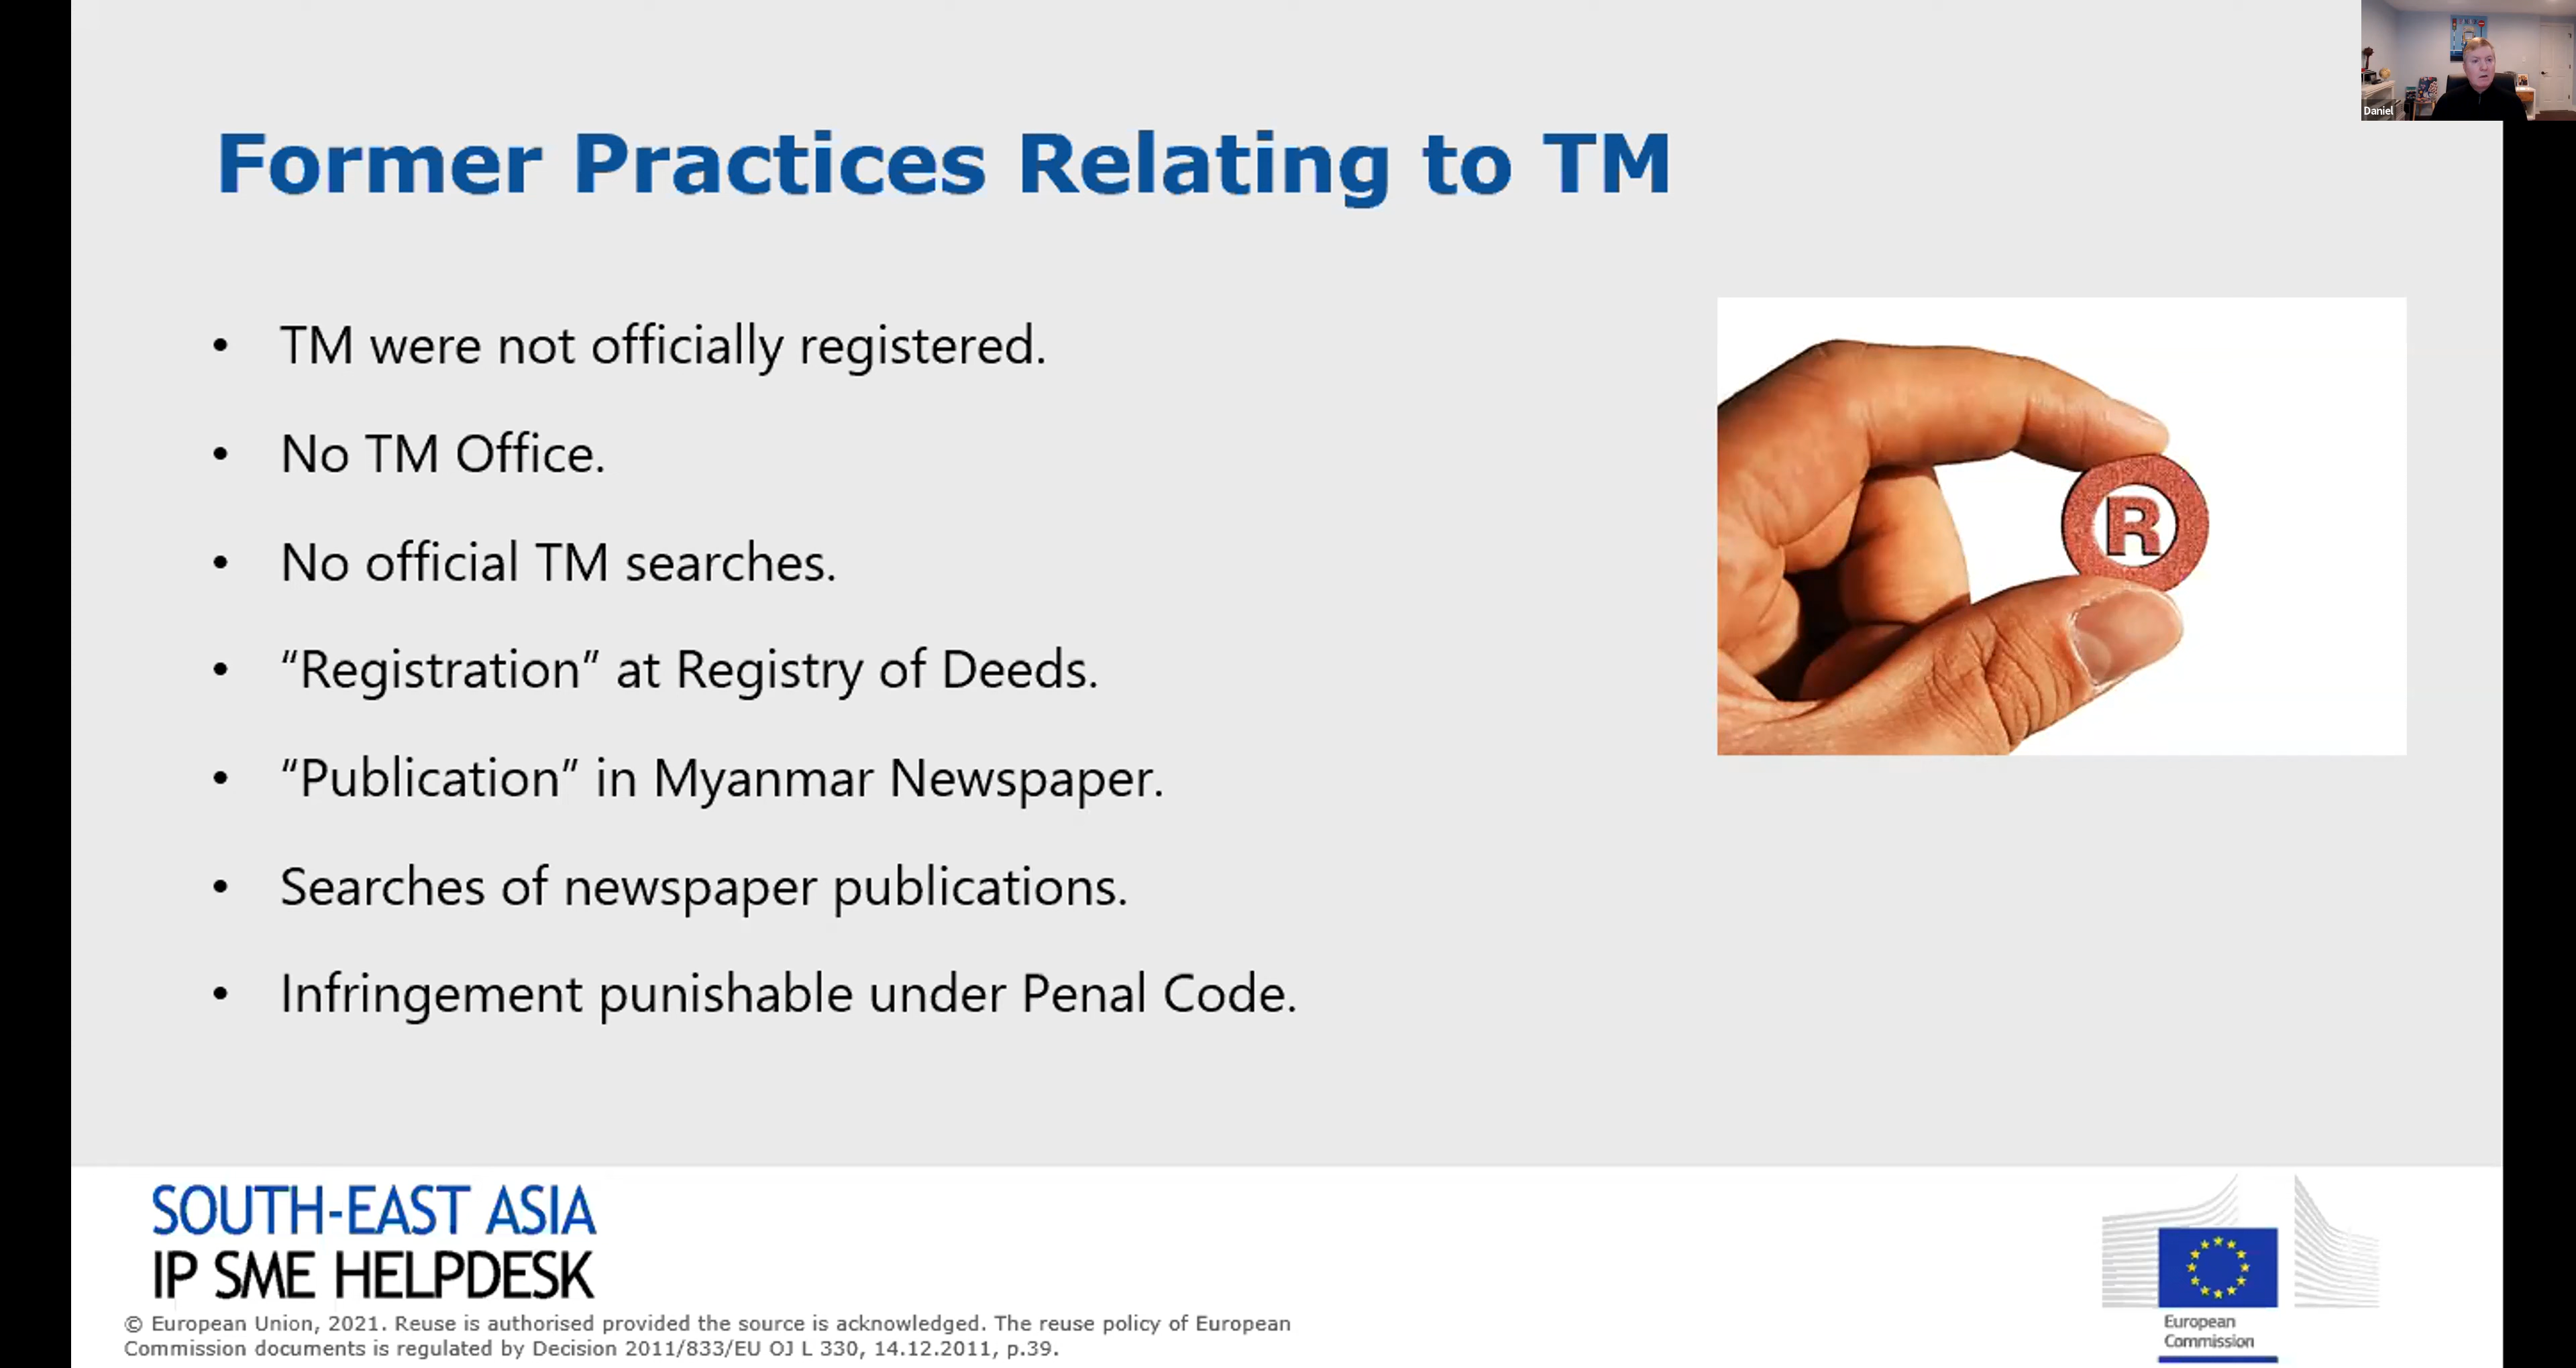 Daniel
Former Practices Relating to TM
• TM were not officially registered.
• No TM Office.
• No official TM searches.
• “Registration” at Registry of Deeds.
• “Publication” in Myanmar Newspaper.
• Searches of newspaper publications.
• Infringement punishable under Penal Code.
R
SOUTH-EAST ASIA
IP SME HELPDESK
© European Union, 2021. Reuse is authorised provided the source is acknowledged. The reuse policy of European
Commission documents is regulated by Decision 2011/833/EU OJ L 330, 14.12.2011, p.39.
European
Commission